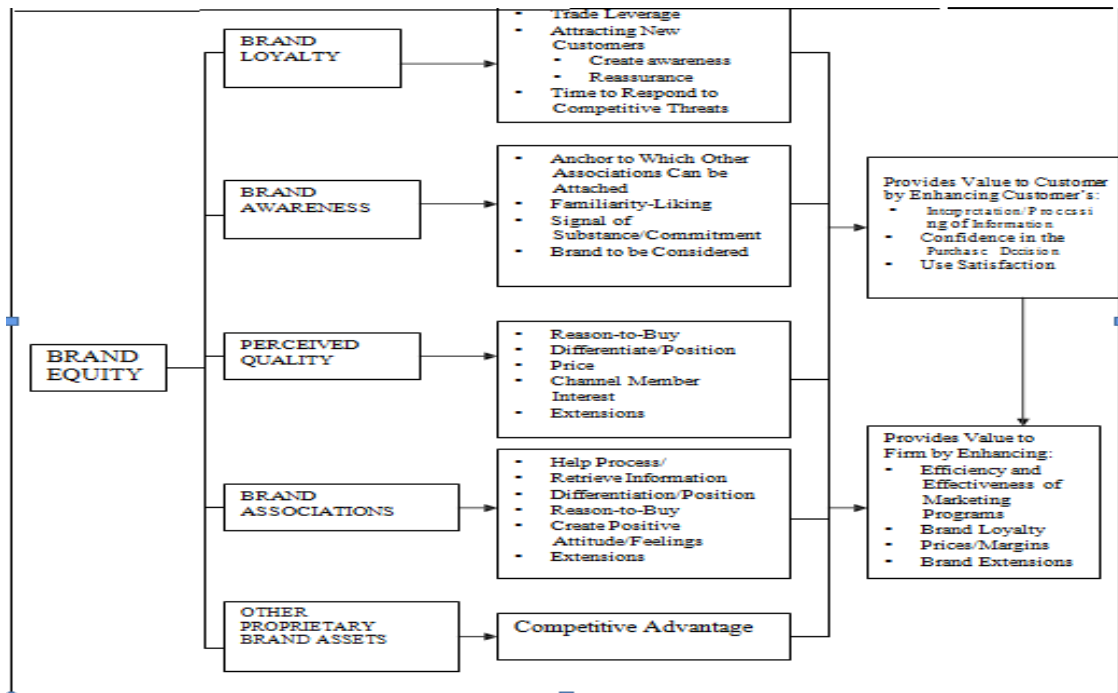 Trade Leverage
BRAND
LOYALTY
• Attracting New
Customers
• Create awareness
• Reassurance
• Time to Respond to
Competitive Threats
BRAND
AWARENESS
• Anchor to Which Other
Associations Can be
Attached
• Familiarity-Liking
• Signal of
Substance/Commitment
• Brand to be Considered
Provides Value to Customer
by Enhancing Customer's:
• Interpretation/Processi
ng of Information
• Confidence in the
Purchase Decision
• Use Satisfaction
BRAND
EQUITY
PERCEIVED
QUALITY
• Reason-to-Buy
• Differentiate/Position
• Price
• Channel Member
Interest
• Extensions
Provides Value to
Firm by Enhancing:
• Efficiency and
Effectiveness of
Marketing
Programs
• Brand Loyalty
• Prices/Margins
• Brand Extensions
BRAND
ASSOCIATIONS
• Help Process/
• Retrieve Information
• Differentiation/Position
• Reason-to-Buy
• Create Positive
Attitude/Feelings
• Extensions
OTHER
PROPRIETARY
BRAND ASSETS
Competitive Advantage